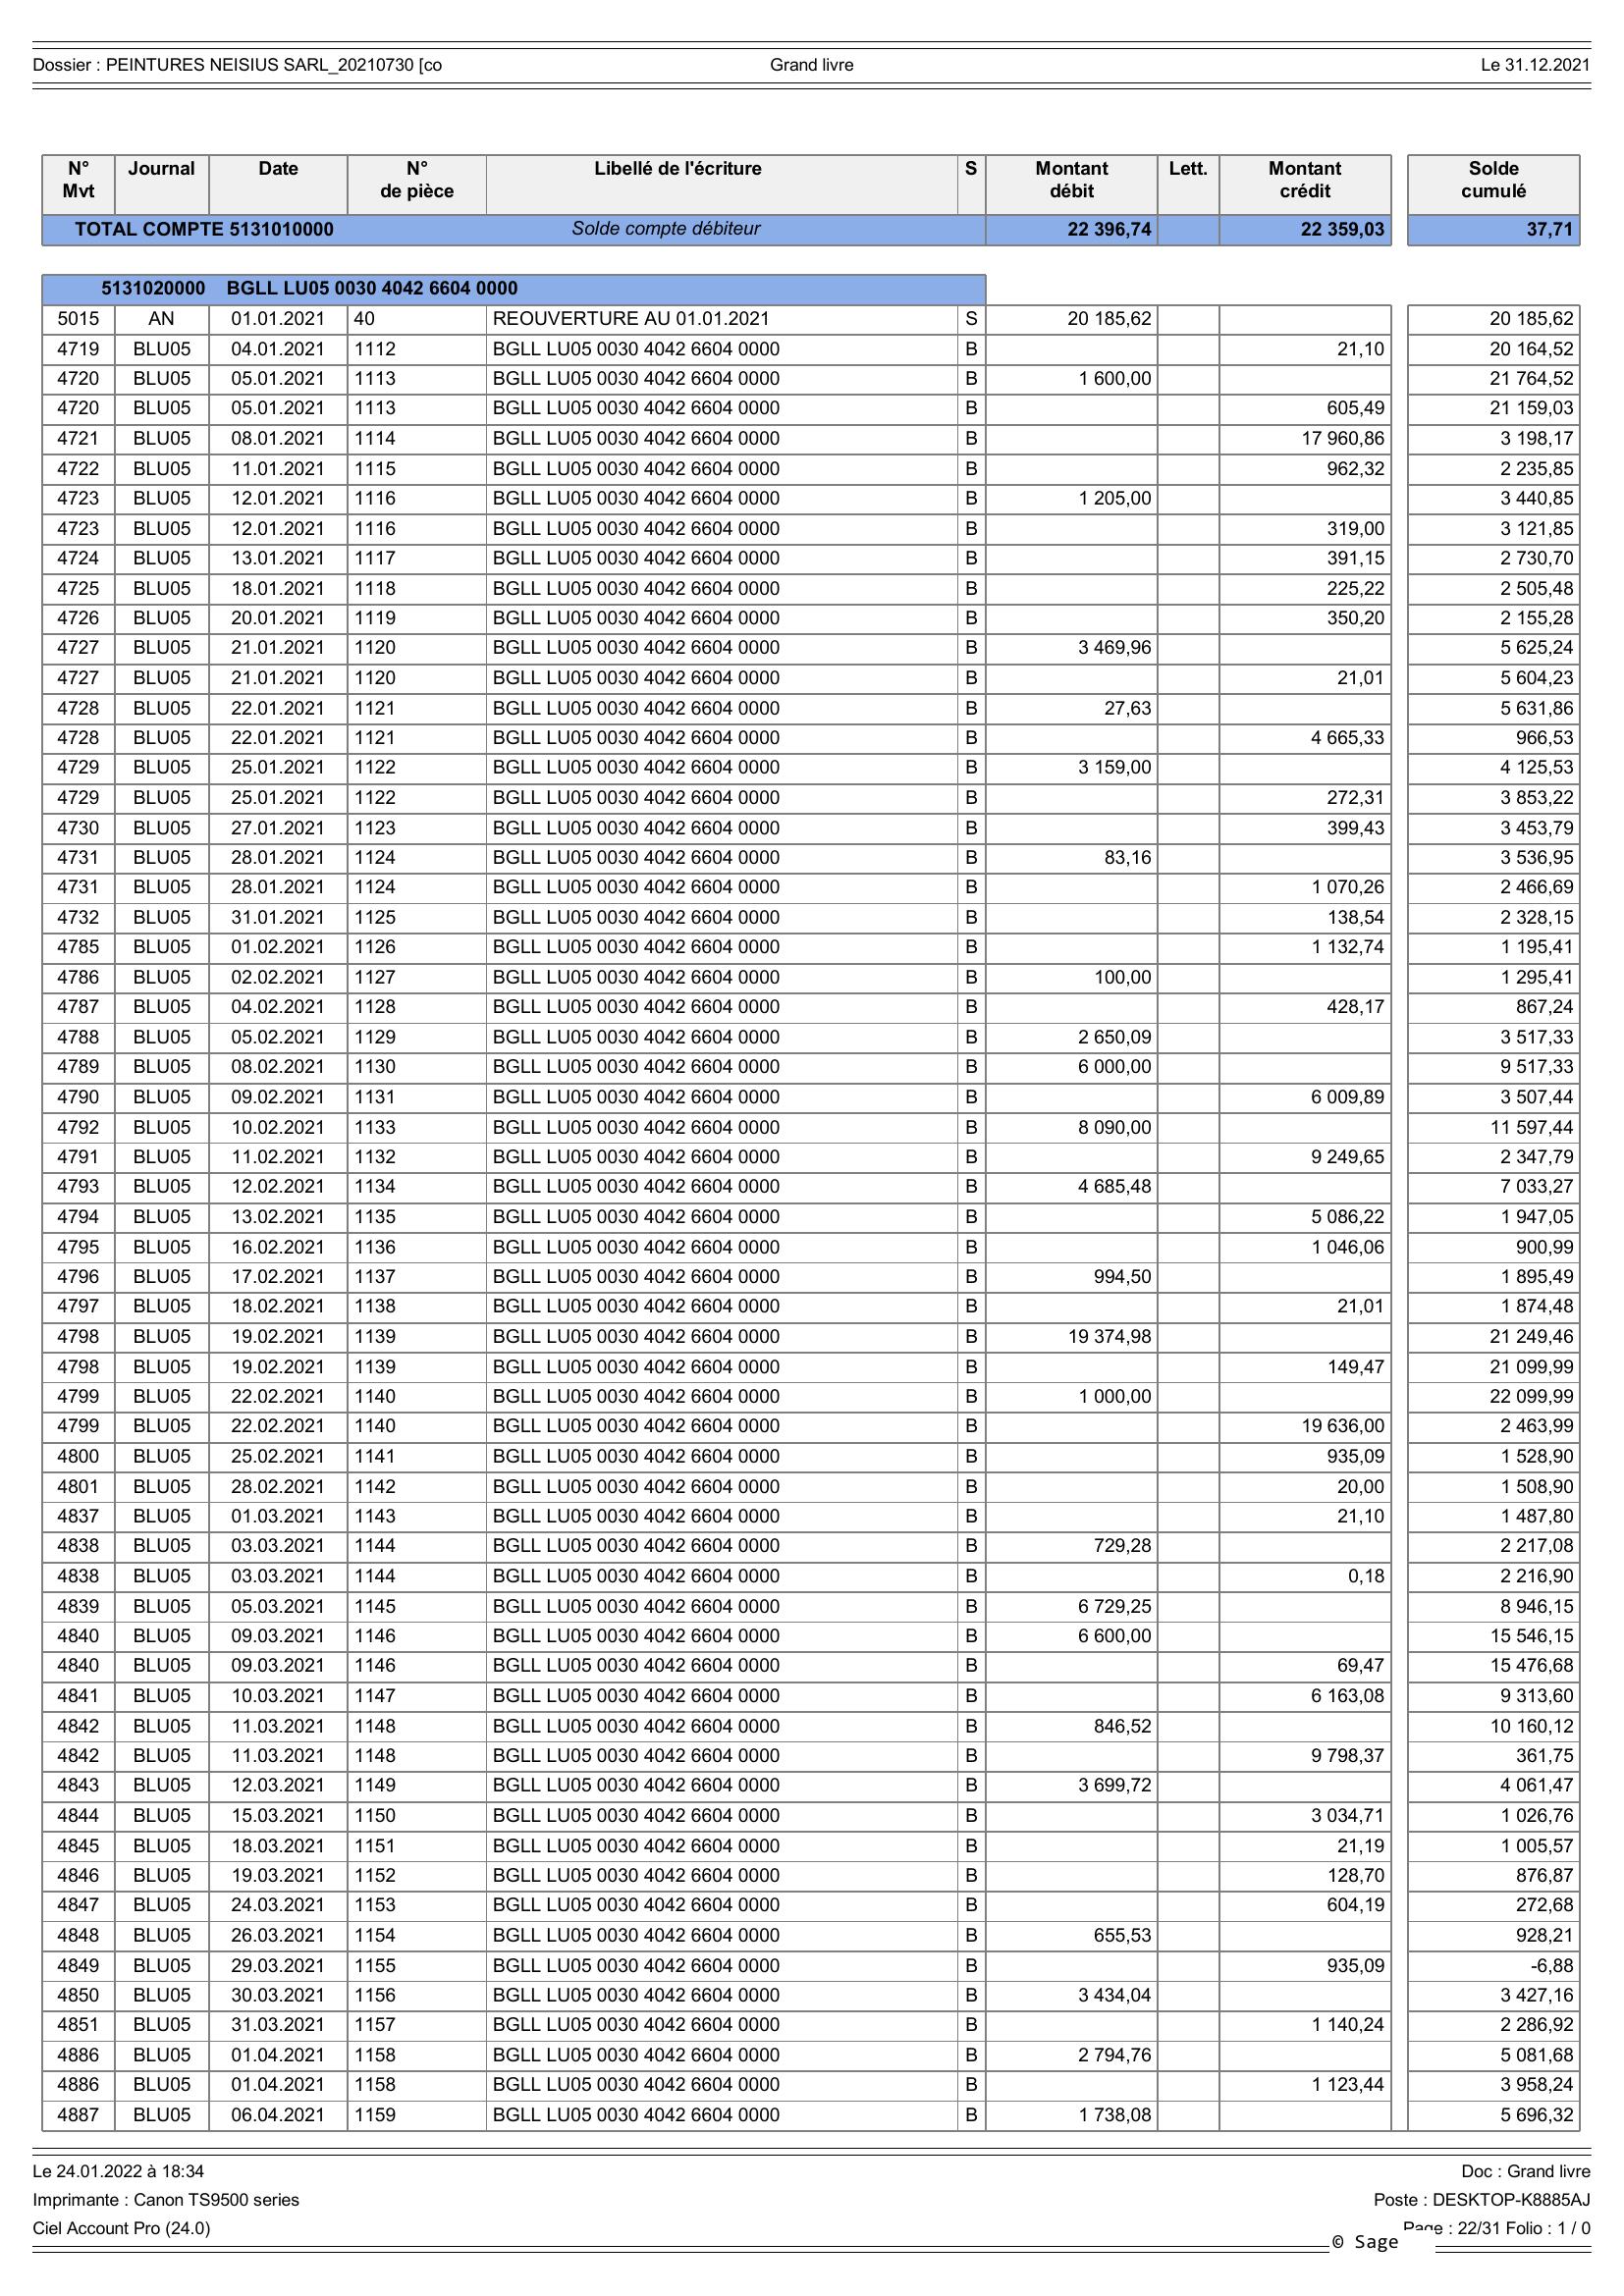 Dossier : PEINTURES NEISIUS SARL_20210730 [co Grand livre Le 31.12.2021
N° Mvt Journal Date N° de pièce Libellé de l'écriture S Montant débit Lett. Montant crédit Solde cumulé
TOTAL COMPTE 5131010000 Solde compte débiteur 22 396,74 22 359,03 37,71
5131020000 BGLL LU05 0030 4042 6604 0000
5015 AN 01.01.2021 40 REOUVERTURE AU 01.01.2021 S 20 185,62 20 185,62
4719 BLU05 04.01.2021 1112 BGLL LU05 0030 4042 6604 0000 B 21,10 20 164,52
4720 BLU05 05.01.2021 1113 BGLL LU05 0030 4042 6604 0000 B 1 600,00 21 764,52
4720 BLU05 05.01.2021 1113 BGLL LU05 0030 4042 6604 0000 B 605,49 21 159,03
4721 BLU05 08.01.2021 1114 BGLL LU05 0030 4042 6604 0000 B 17 960,86 3 198,17
4722 BLU05 11.01.2021 1115 BGLL LU05 0030 4042 6604 0000 B 962,32 2 235,85
4723 BLU05 12.01.2021 1116 BGLL LU05 0030 4042 6604 0000 B 1 205,00 3 440,85
4723 BLU05 12.01.2021 1116 BGLL LU05 0030 4042 6604 0000 B 319,00 3 121,85
4724 BLU05 13.01.2021 1117 BGLL LU05 0030 4042 6604 0000 B 391,15 2 730,70
4725 BLU05 18.01.2021 1118 BGLL LU05 0030 4042 6604 0000 B 225,22 2 505,48
4726 BLU05 20.01.2021 1119 BGLL LU05 0030 4042 6604 0000 B 350,20 2 155,28
4727 BLU05 21.01.2021 1120 BGLL LU05 0030 4042 6604 0000 B 3 469,96 5 625,24
4727 BLU05 21.01.2021 1120 BGLL LU05 0030 4042 6604 0000 B 21,01 5 604,23
4728 BLU05 22.01.2021 1121 BGLL LU05 0030 4042 6604 0000 B 27,63 5 631,86
4728 BLU05 22.01.2021 1121 BGLL LU05 0030 4042 6604 0000 B 4 665,33 966,53
4729 BLU05 25.01.2021 1122 BGLL LU05 0030 4042 6604 0000 B 3 159,00 4 125,53
4729 BLU05 25.01.2021 1122 BGLL LU05 0030 4042 6604 0000 B 272,31 3 853,22
4730 BLU05 27.01.2021 1123 BGLL LU05 0030 4042 6604 0000 B 399,43 3 453,79
4731 BLU05 28.01.2021 1124 BGLL LU05 0030 4042 6604 0000 B 83,16 3 536,95
4731 BLU05 28.01.2021 1124 BGLL LU05 0030 4042 6604 0000 B 1 070,26 2 466,69
4732 BLU05 31.01.2021 1125 BGLL LU05 0030 4042 6604 0000 B 138,54 2 328,15
4785 BLU05 01.02.2021 1126 BGLL LU05 0030 4042 6604 0000 B 1 132,74 1 195,41
4786 BLU05 02.02.2021 1127 BGLL LU05 0030 4042 6604 0000 B 100,00 1 295,41
4787 BLU05 04.02.2021 1128 BGLL LU05 0030 4042 6604 0000 B 428,17 867,24
4788 BLU05 05.02.2021 1129 BGLL LU05 0030 4042 6604 0000 B 2 650,09 3 517,33
4789 BLU05 08.02.2021 1130 BGLL LU05 0030 4042 6604 0000 B 6 000,00 9 517,33
4790 BLU05 09.02.2021 1131 BGLL LU05 0030 4042 6604 0000 B 6 009,89 3 507,44
4792 BLU05 10.02.2021 1133 BGLL LU05 0030 4042 6604 0000 B 8 090,00 11 597,44
4791 BLU05 11.02.2021 1132 BGLL LU05 0030 4042 6604 0000 B 9 249,65 2 347,79
4793 BLU05 12.02.2021 1134 BGLL LU05 0030 4042 6604 0000 B 4 685,48 7 033,27
4794 BLU05 13.02.2021 1135 BGLL LU05 0030 4042 6604 0000 B 5 086,22 1 947,05
4795 BLU05 16.02.2021 1136 BGLL LU05 0030 4042 6604 0000 B 1 046,06 900,99
4796 BLU05 17.02.2021 1137 BGLL LU05 0030 4042 6604 0000 B 994,50 1 895,49
4797 BLU05 18.02.2021 1138 BGLL LU05 0030 4042 6604 0000 B 21,01 1 874,48
4798 BLU05 19.02.2021 1139 BGLL LU05 0030 4042 6604 0000 B 19 374,98 21 249,46
4798 BLU05 19.02.2021 1139 BGLL LU05 0030 4042 6604 0000 B 149,47 21 099,99
4799 BLU05 22.02.2021 1140 BGLL LU05 0030 4042 6604 0000 B 1 000,00 22 099,99
4799 BLU05 22.02.2021 1140 BGLL LU05 0030 4042 6604 0000 B 19 636,00 2 463,99
4800 BLU05 25.02.2021 1141 BGLL LU05 0030 4042 6604 0000 B 935,09 1 528,90
4801 BLU05 28.02.2021 1142 BGLL LU05 0030 4042 6604 0000 B 20,00 1 508,90
4837 BLU05 01.03.2021 1143 BGLL LU05 0030 4042 6604 0000 B 21,10 1 487,80
4838 BLU05 03.03.2021 1144 BGLL LU05 0030 4042 6604 0000 B 729,28 2 217,08
4838 BLU05 03.03.2021 1144 BGLL LU05 0030 4042 6604 0000 B 0,18 2 216,90
4839 BLU05 05.03.2021 1145 BGLL LU05 0030 4042 6604 0000 B 6 729,25 8 946,15
4840 BLU05 09.03.2021 1146 BGLL LU05 0030 4042 6604 0000 B 6 600,00 15 546,15
4840 BLU05 09.03.2021 1146 BGLL LU05 0030 4042 6604 0000 B 69,47 15 476,68
4841 BLU05 10.03.2021 1147 BGLL LU05 0030 4042 6604 0000 B 6 163,08 9 313,60
4842 BLU05 11.03.2021 1148 BGLL LU05 0030 4042 6604 0000 B 846,52 10 160,12
4842 BLU05 11.03.2021 1148 BGLL LU05 0030 4042 6604 0000 B 9 798,37 361,75
4843 BLU05 12.03.2021 1149 BGLL LU05 0030 4042 6604 0000 B 3 699,72 4 061,47
4844 BLU05 15.03.2021 1150 BGLL LU05 0030 4042 6604 0000 B 3 034,71 1 026,76
4845 BLU05 18.03.2021 1151 BGLL LU05 0030 4042 6604 0000 B 21,19 1 005,57
4846 BLU05 19.03.2021 1152 BGLL LU05 0030 4042 6604 0000 B 128,70 876,87
4847 BLU05 24.03.2021 1153 BGLL LU05 0030 4042 6604 0000 B 604,19 272,68
4848 BLU05 26.03.2021 1154 BGLL LU05 0030 4042 6604 0000 B 655,53 928,21
4849 BLU05 29.03.2021 1155 BGLL LU05 0030 4042 6604 0000 B 935,09 -6,88
4850 BLU05 30.03.2021 1156 BGLL LU05 0030 4042 6604 0000 B 3 434,04 3 427,16
4851 BLU05 31.03.2021 1157 BGLL LU05 0030 4042 6604 0000 B 1 140,24 2 286,92
4886 BLU05 01.04.2021 1158 BGLL LU05 0030 4042 6604 0000 B 2 794,76 5 081,68
4886 BLU05 01.04.2021 1158 BGLL LU05 0030 4042 6604 0000 B 1 123,44 3 958,24
4887 BLU05 06.04.2021 1159 BGLL LU05 0030 4042 6604 0000 B 1 738,08 5 696,32
Le 24.01.2022 à 18:34 Doc : Grand livre
Imprimante : Canon TS9500 series Poste : DESKTOP-K8885AJ
Ciel Account Pro (24.0) Page : 22/31 Folio : 1 / 0
© Sage